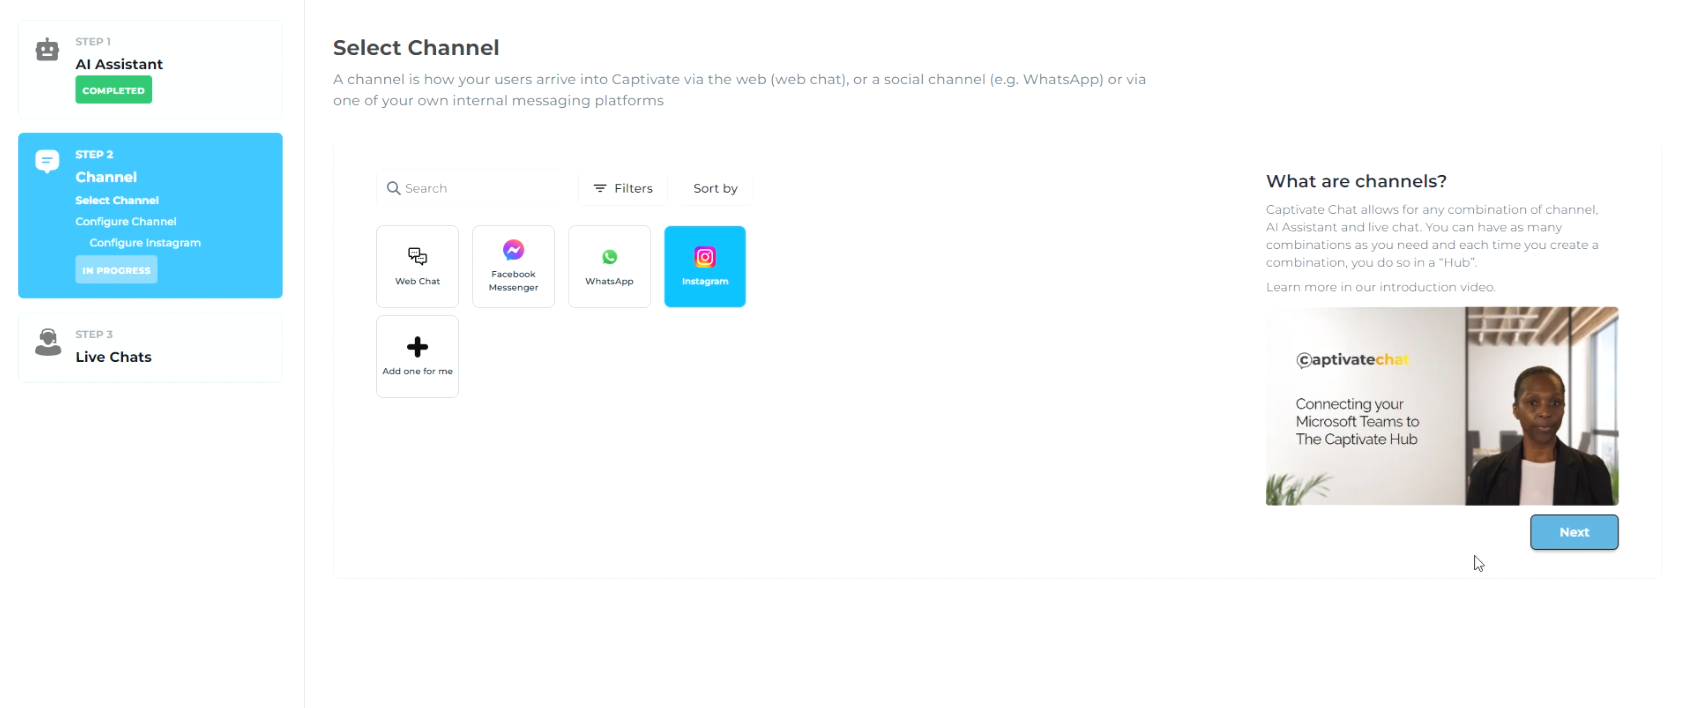 STEP 1
AI Assistant
COMPLETED
STEP 2
Channel
Select Channel
Configure Channel
Configure Instagram
IN PROGRESS
STEP 3
Live Chats
Select Channel
A channel is how your users arrive into Captivate via the web (web chat), or a social channel (e.g. WhatsApp) or via
one of your own internal messaging platforms
Search
Filters
Sort by
Web Chat
Facebook
Messenger
WhatsApp
Instagram
Add one for me
What are channels?
Captivate Chat allows for any combination of channel,
AI Assistant and live chat. You can have as many
combinations as you need and each time you create a
combination, you do so in a “Hub”.
Learn more in our introduction video.
captivatechat
Connecting your
Microsoft Teams to
The Captivate Hub
Next